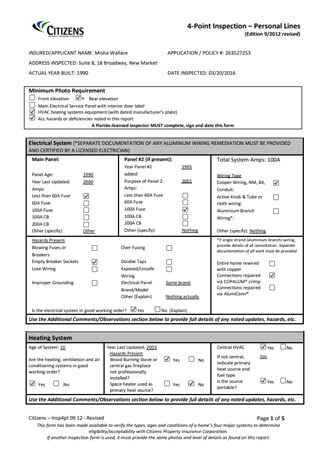 CITIZENS
PROPERTY INSURANCE CORPORATION
4-Point Inspection – Personal Lines
(Edition 9/2012 revised)
INSURED/APPLICANT NAME: Misha Wallace APPLICATION / POLICY #: 263527253
ADDRESS INSPECTED: Suite 8, 18 Broadway, New Market
ACTUAL YEAR BUILT: 1990 DATE INSPECTED: 03/20/2016
Minimum Photo Requirement
Front elevation Rear elevation
Main Electrical Service Panel with interior door label
HVAC heating systems equipment (with dated manufacturer's plate)
ALL hazards or deficiencies noted in this report
A Florida-licensed inspector MUST complete, sign and date this form
Electrical System (*SEPARATE DOCUMENTATION OF ANY ALUMINUM WIRING REMEDIATION MUST BE PROVIDED
AND CERTIFIED BY A LICENSED ELECTRICIAN)
Main Panel: Panel #2 (if present): Total System Amps: 100A
Year Panel #2 1995
added:
Panel Age: 1990
Year Last Updated: 2000
Purpose of Panel 2: 2001
Amps:
Less than 60A Fuse
60A Fuse
100A Fuse
100A CB
200A CB
Other (specify): Other
Amps:
Less than 60A Fuse
60A Fuse
100A Fuse
100A CB
200A CB
Other (specify): Nothing
Wiring Type
Cooper Wiring, NM, BX,
Conduit:
Active Knob & Tube or
cloth wiring:
Aluminum Branch
Wiring*:
Other (specify): Nothing
Hazards Present
Blowing Fuses or
Breakers
Empty Breaker Sockets
Lose Wiring
Improper Grounding
Over Fusing
Double Taps
Exposed/Unsafe
Wiring
Electrical Panel Some brand
Brand/Model
Other (Explain) Nothing actually
*If single strand (aluminum branch) wiring,
provide details of all remediation. Separate
documentation of all work must be provided
Entire home rewired
with copper
Connections repaired
via COPALUM® crimp
Connections repaired
via AlumiConn®
Is the electrical system in good working order? Yes No (Explain)
Use the Additional Comments/Observations section below to provide full details of any noted updates, hazards, etc.
Heating System
Age of System: 10
Are the heating, ventilation and air
conditioning systems in good
working order?
Yes No
Year Last Updated: 2003
Hazards Present
Wood Burning Stove or Yes No
central gas fireplace
not professionally
installed?
Space heater used as Yes No
primary heat source?
Central HVAC Yes No
If not central, Gas
indicate primary
heat source and
fuel type
Is the source Yes No
portable?
Use the Additional Comments/Observations section below to provide full details of any noted updates, hazards, etc.
Citizens – Insp4pt 09 12 - Revised Page 1 of 5
This form has been made available to verify the types, ages and conditions of a home's four major systems to determine
eligibility/acceptability with Citizens Property Insurance Corporation.
If another inspection form is used, it must provide the same photos and level of details as found on this report.